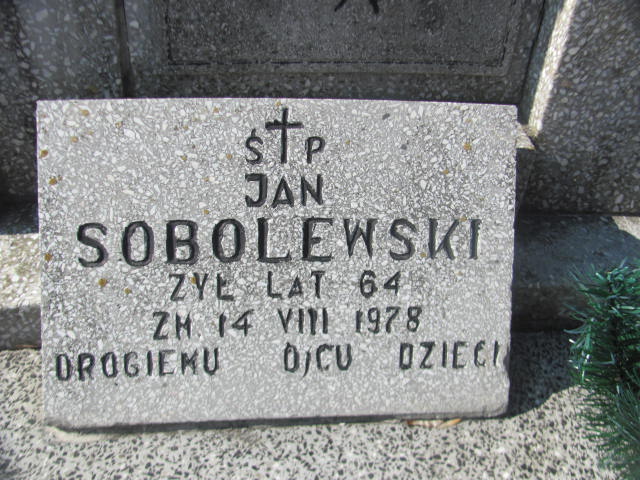 Ś † P
JAN
SOBOLEWSKI
ŻYŁ LAT 64
ZM. 14 VIII 1978
DROGIEMU OJCU DZIECI